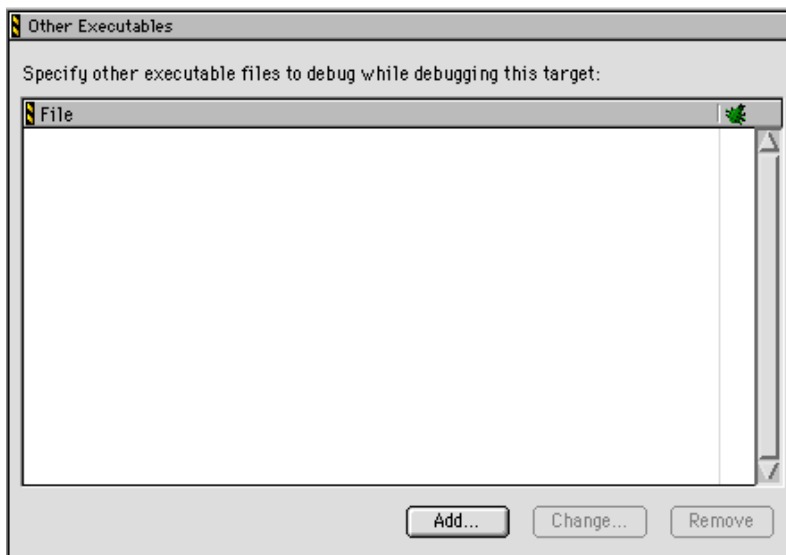 Other Executables
Specify other executable files to debug while debugging this target:
File
Add...
Change...
Remove